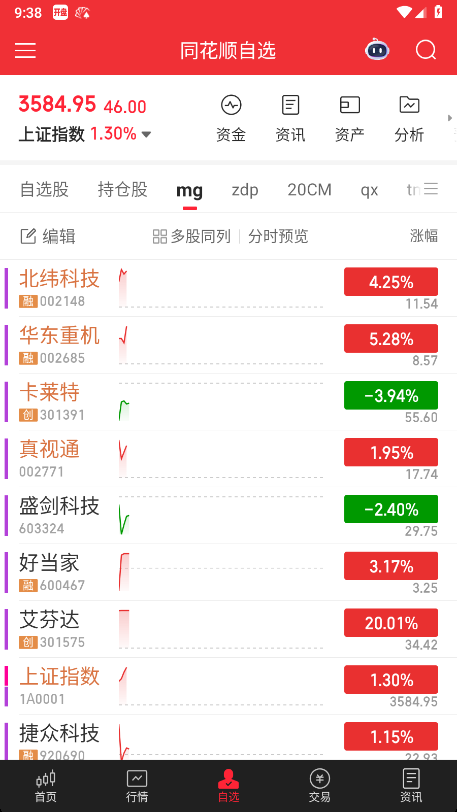 9:38 开盘
同花顺自选
3584.95 46.00
上证指数 1.30%
资金 资讯 资产 分析
自选股 持仓股 mg zdp 20CM qx
编辑 多股同列 分时预览 涨幅
北纬科技 4.25%
融 002148 11.54
华东重机 5.28%
融 002685 8.57
卡莱特 -3.94%
创 301391 55.60
真视通 1.95%
002771 17.74
盛剑科技 -2.40%
603324 29.75
好当家 3.17%
融 600467 3.25
艾芬达 20.01%
创 301575 34.42
上证指数 1.30%
1A0001 3584.95
捷众科技 1.15%
融 920690 22.93
首页 行情 自选 交易 资讯